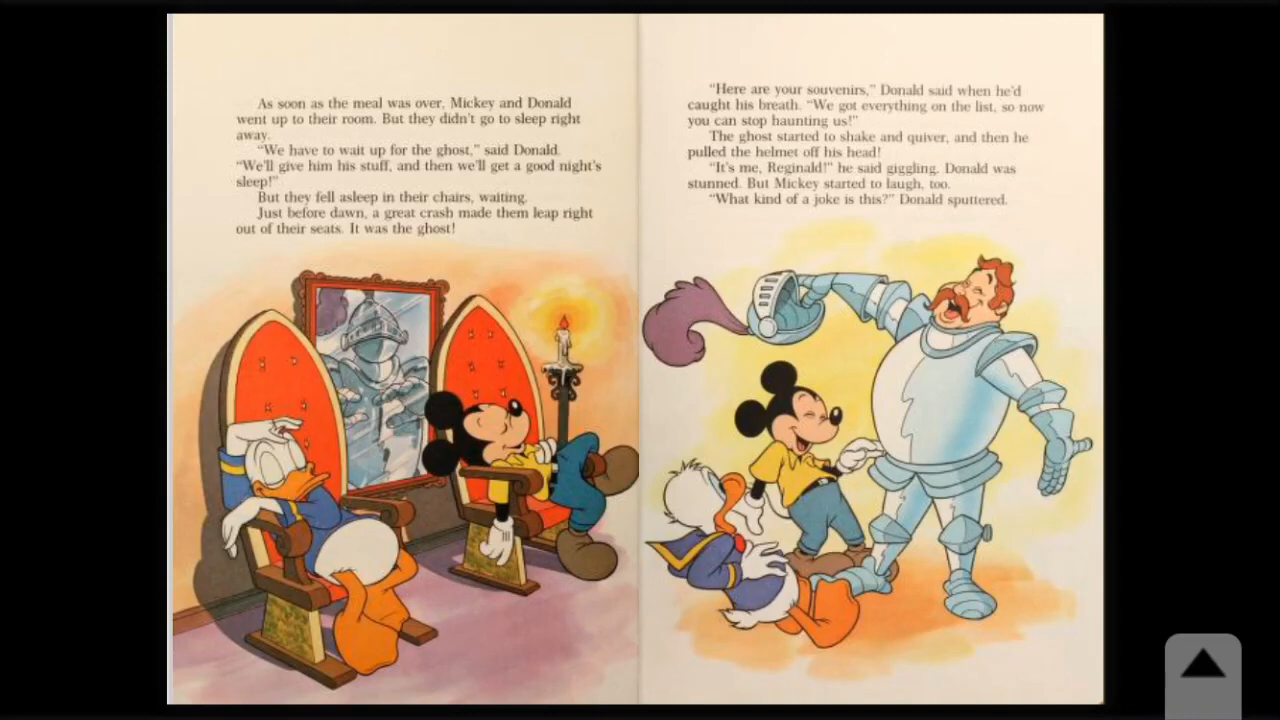 As soon as the meal was over, Mickey and Donald
went up to their room. But they didn't go to sleep right
away.
"We have to wait up for the ghost," said Donald.
"We'll give him his stuff, and then we'll get a good night's
sleep!"
But they fell asleep in their chairs, waiting.
Just before dawn, a great crash made them leap right
out of their seats. It was the ghost!
"Here are your souvenirs," Donald said when he'd
caught his breath. "We got everything on the list, so now
you can stop haunting us!"
The ghost started to shake and quiver, and then he
pulled the helmet off his head!
"It's me, Reginald!" he said giggling. Donald was
stunned. But Mickey started to laugh, too.
"What kind of a joke is this?" Donald sputtered.